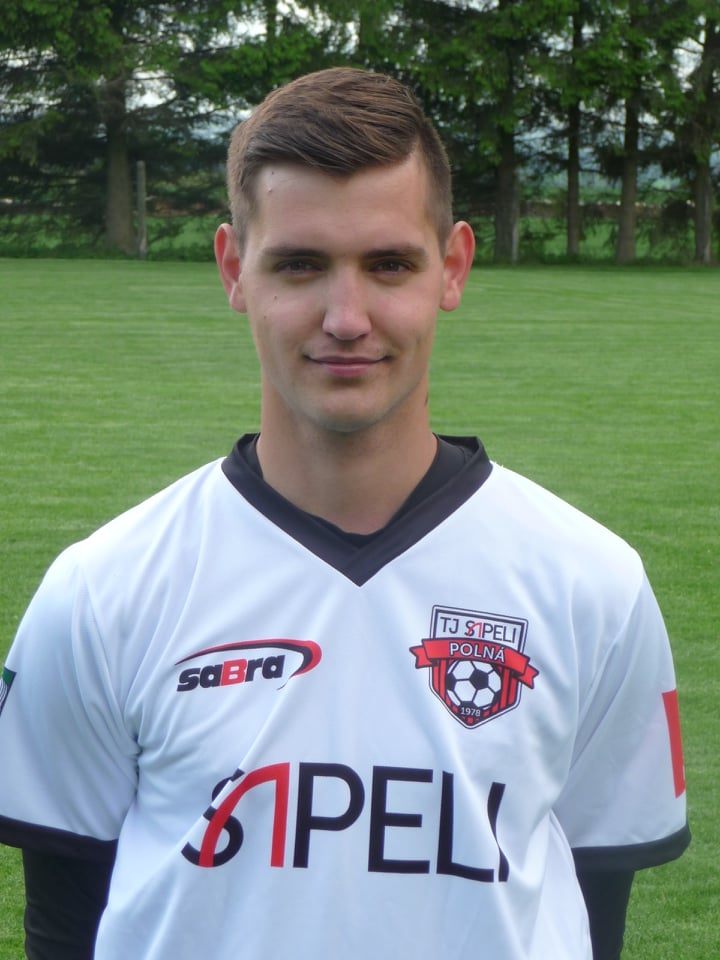 saBra
TJ SAPELI
POLNÁ
1978
SAPELI